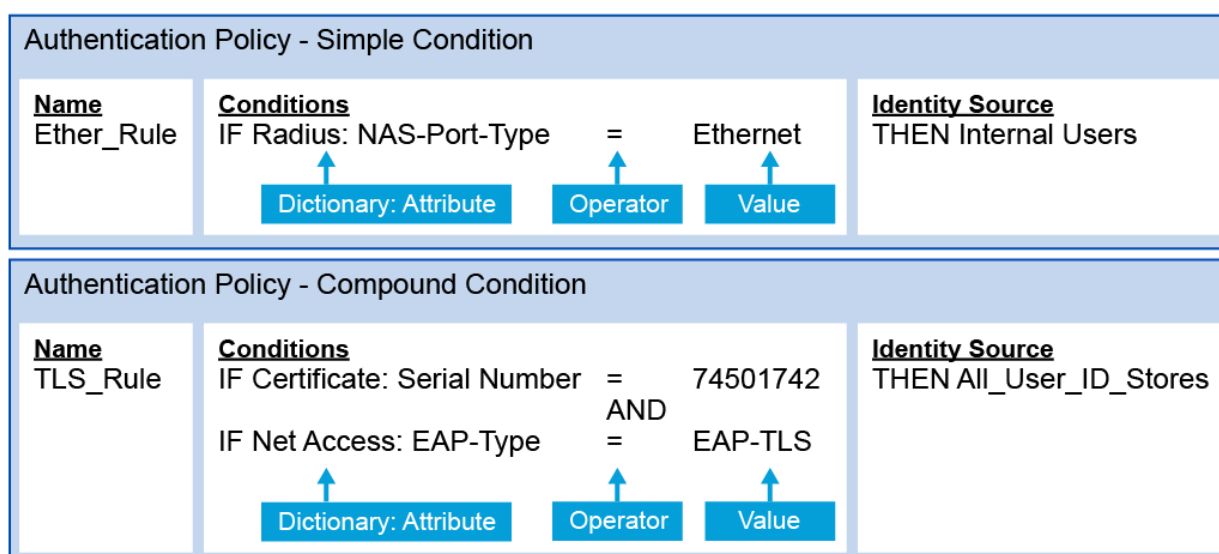 Authentication Policy - Simple Condition
Name
Ether_Rule
Conditions
IF Radius: NAS-Port-Type = Ethernet
Dictionary: Attribute
Operator
Value
Identity Source
THEN Internal Users
Authentication Policy - Compound Condition
Name
TLS_Rule
Conditions
IF Certificate: Serial Number = 74501742
AND
IF Net Access: EAP-Type = EAP-TLS
Dictionary: Attribute
Operator
Value
Identity Source
THEN All_User_ID_Stores